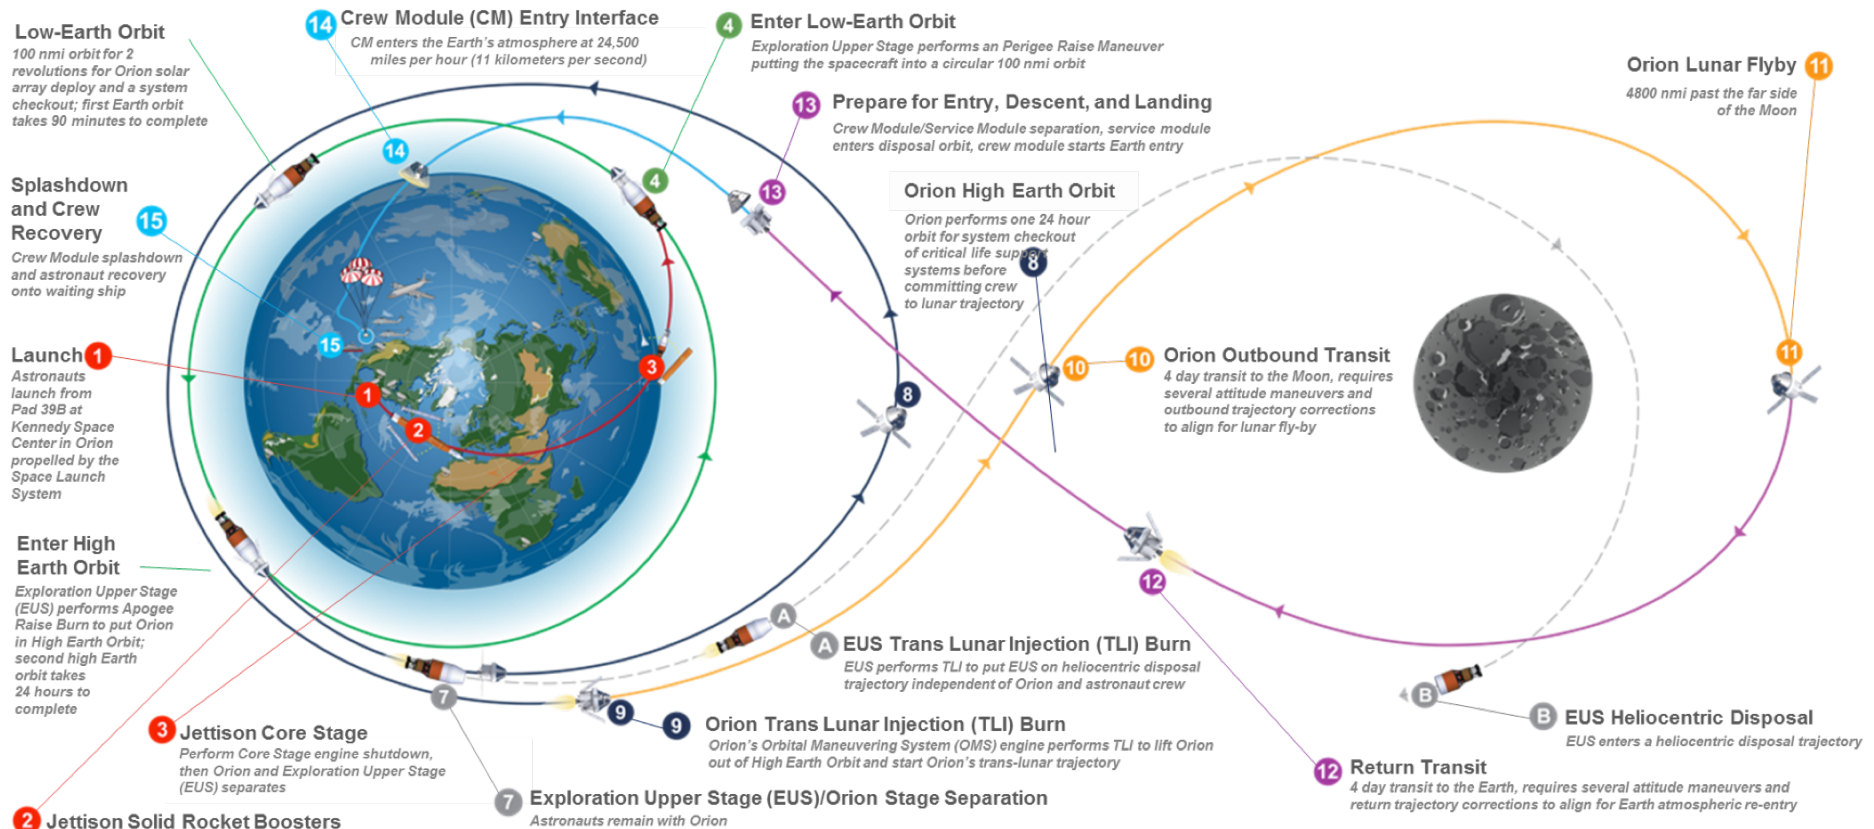 Low-Earth Orbit
100 nmi orbit for 2
revolutions for Orion solar
array deploy and a system
checkout; first Earth orbit
takes 90 minutes to complete
14
Crew Module (CM) Entry Interface
CM enters the Earth's atmosphere at 24,500
miles per hour (11 kilometers per second)
4
Enter Low-Earth Orbit
Exploration Upper Stage performs an Perigee Raise Maneuver
putting the spacecraft into a circular 100 nmi orbit
13
Prepare for Entry, Descent, and Landing
Crew Module/Service Module separation, service module
enters disposal orbit, crew module starts Earth entry
Orion Lunar Flyby
11
4800 nmi past the far side
of the Moon
Splashdown
and Crew
Recovery
15
Crew Module splashdown
and astronaut recovery
onto waiting ship
14
4
13
Orion High Earth Orbit
Orion performs one 24 hour
orbit for system checkout
of critical life support
systems before
committing crew
to lunar trajectory
8
15
Launch
1
Astronauts
launch from
Pad 39B at
Kennedy Space
Center in Orion
propelled by the
Space Launch
System
1
2
3
8
10
10
Orion Outbound Transit
4 day transit to the Moon, requires
several attitude maneuvers and
outbound trajectory corrections
to align for lunar fly-by
11
Enter High
Earth Orbit
Exploration Upper Stage
(EUS) performs Apogee
Raise Burn to put Orion
in High Earth Orbit;
second high Earth
orbit takes
24 hours to
complete
12
A
A
EUS Trans Lunar Injection (TLI) Burn
EUS performs TLI to put EUS on heliocentric disposal
trajectory independent of Orion and astronaut crew
7
9
9
Orion Trans Lunar Injection (TLI) Burn
Orion's Orbital Maneuvering System (OMS) engine performs TLI to lift Orion
out of High Earth Orbit and start Orion's trans-lunar trajectory
B
B
EUS Heliocentric Disposal
EUS enters a heliocentric disposal trajectory
3
Jettison Core Stage
Perform Core Stage engine shutdown,
then Orion and Exploration Upper Stage
(EUS) separates
12
Return Transit
4 day transit to the Earth, requires several attitude maneuvers and
return trajectory corrections to align for Earth atmospheric re-entry
7
Exploration Upper Stage (EUS)/Orion Stage Separation
Astronauts remain with Orion
2
Jettison Solid Rocket Boosters